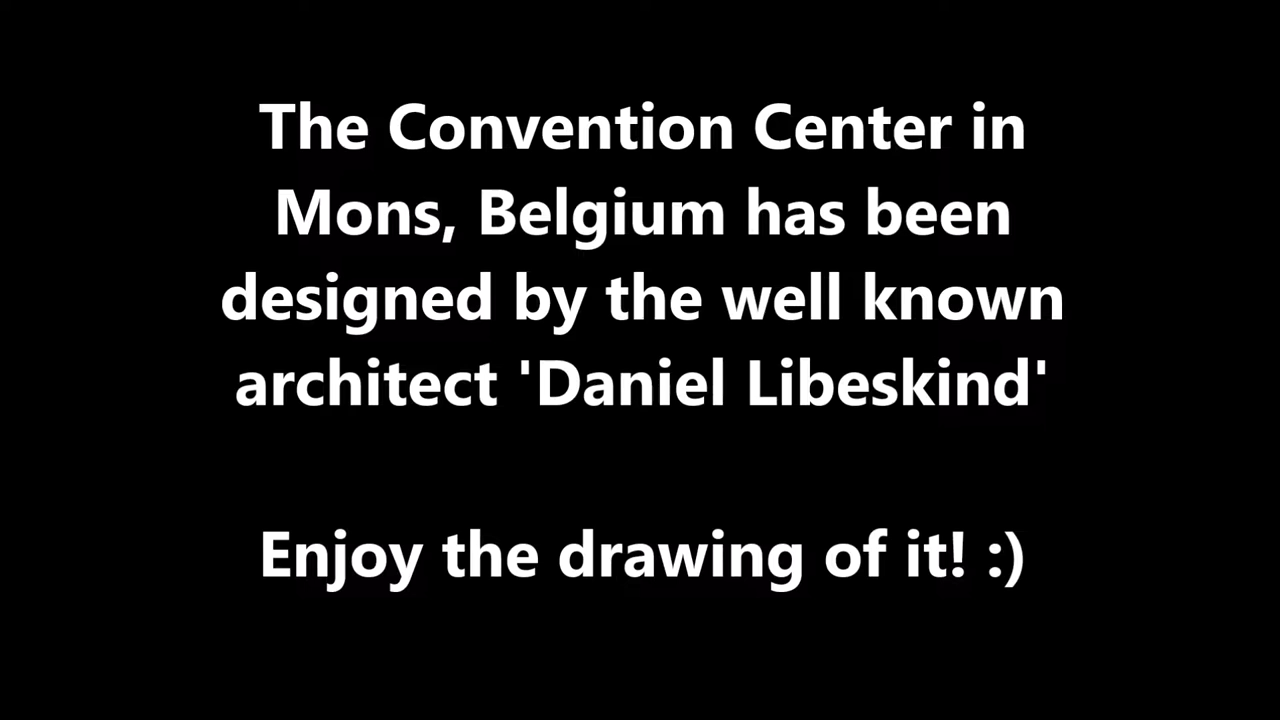 The Convention Center in
Mons, Belgium has been
designed by the well known
architect 'Daniel Libeskind'
Enjoy the drawing of it! :)